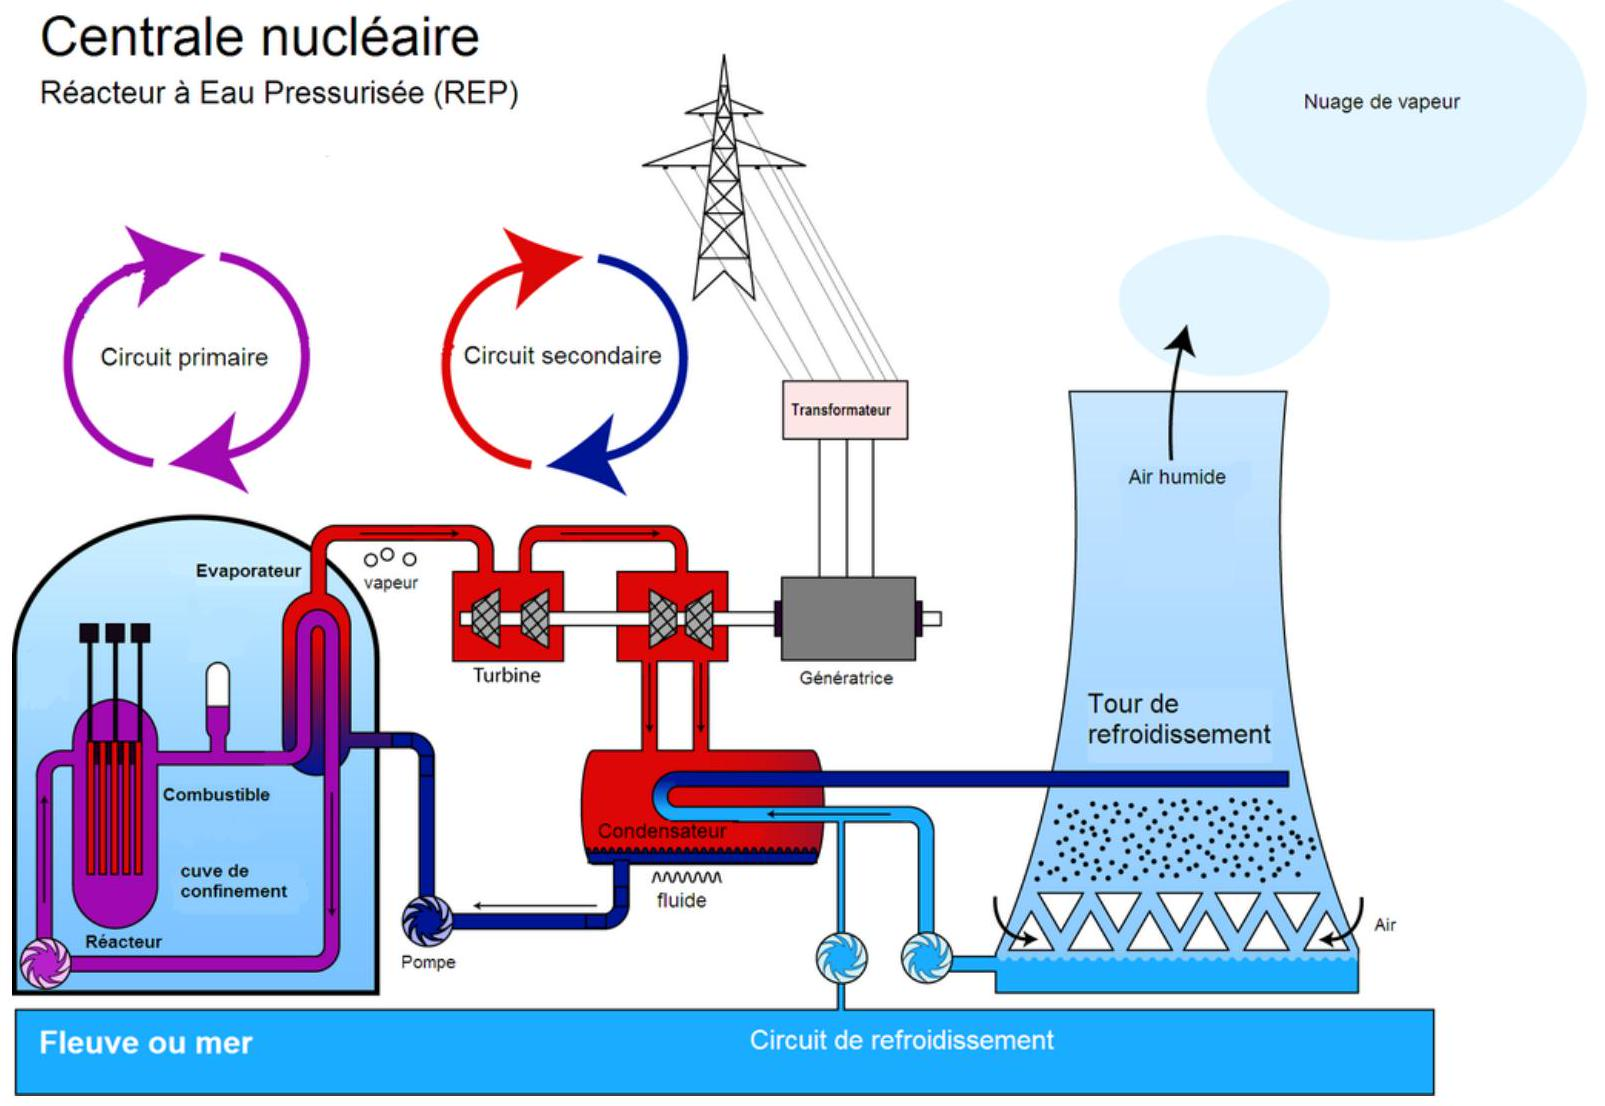 Centrale nucléaire
Réacteur à Eau Pressurisée (REP)
Nuage de vapeur
Circuit primaire
Circuit secondaire
Transformateur
Air humide
Evaporateur
vapeur
Turbine
Génératrice
Tour de
refroidissement
Combustible
Condensateur
cuve de
confinement
fluide
Réacteur
Pompe
Air
Fleuve ou mer
Circuit de refroidissement